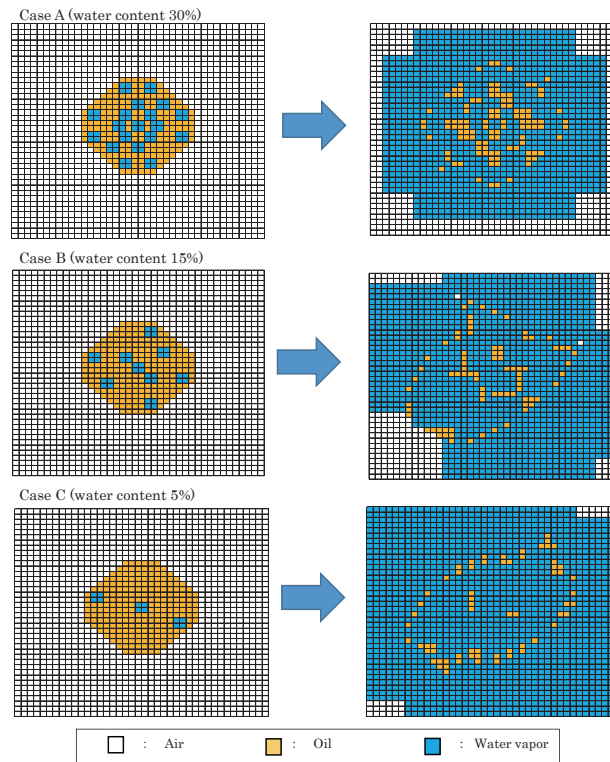 Case A (water content 30%)
Case B (water content 15%)
Case C (water content 5%)
: Air : Oil : Water vapor